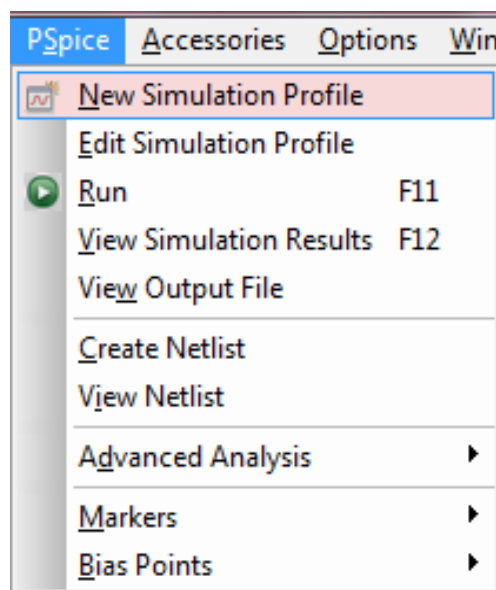 PSpice Accessories Options Win
New Simulation Profile
Edit Simulation Profile
Run F11
View Simulation Results F12
View Output File
Create Netlist
View Netlist
Advanced Analysis
Markers
Bias Points